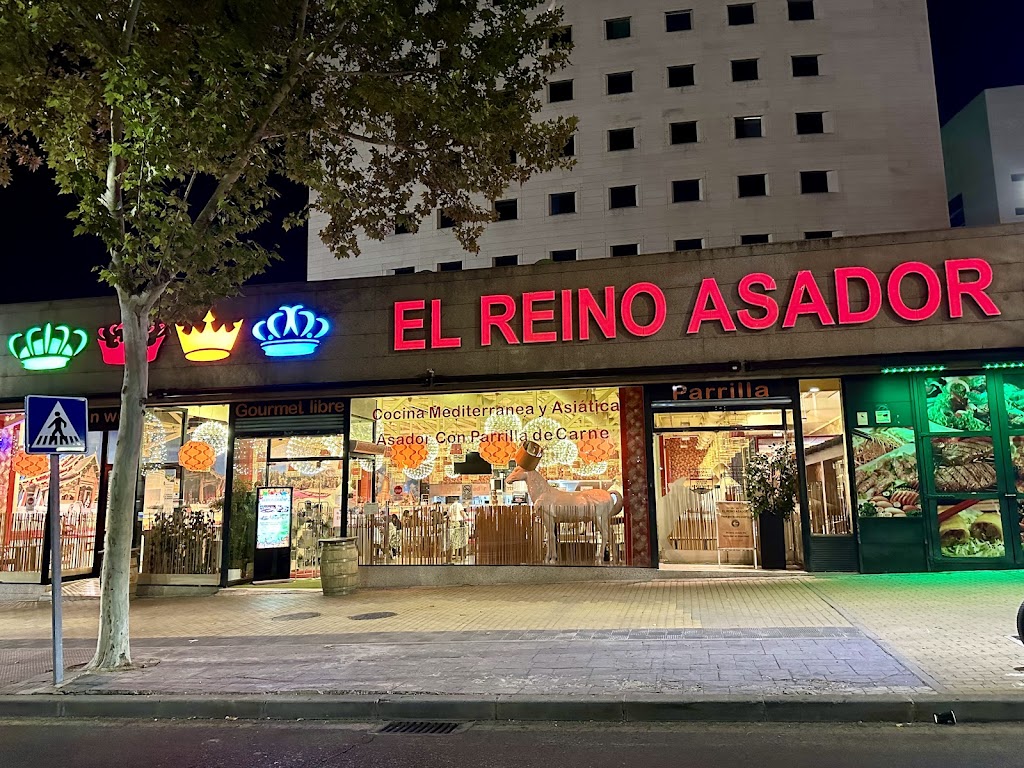 EL REINO ASADOR
Gourmet libre
Cocina Mediterranea y Asiática
Asador Con Parrilla de Carne
Parrilla